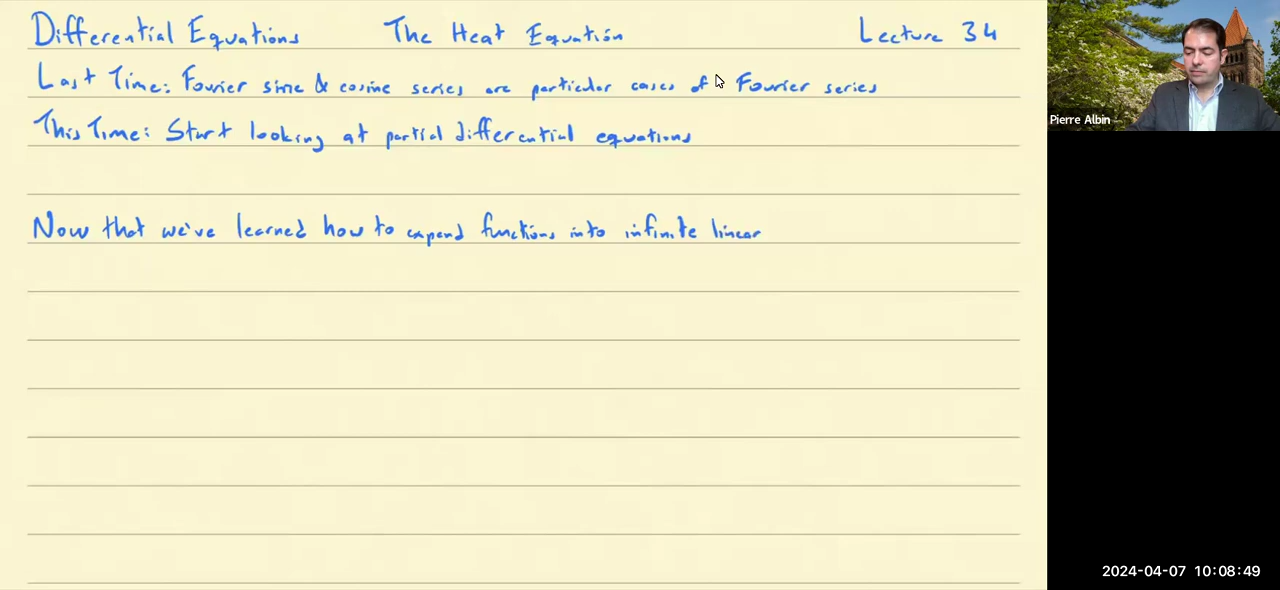 Differential Equations The Heat Equation Lecture 34
Last Time: Fourier sine & cosine series are particular cases of Fourier series
This Time: Start looking at partial differential equations
Now that we've learned how to expand functions into infinite linear
Pierre Albin
2024-04-07 10:08:49